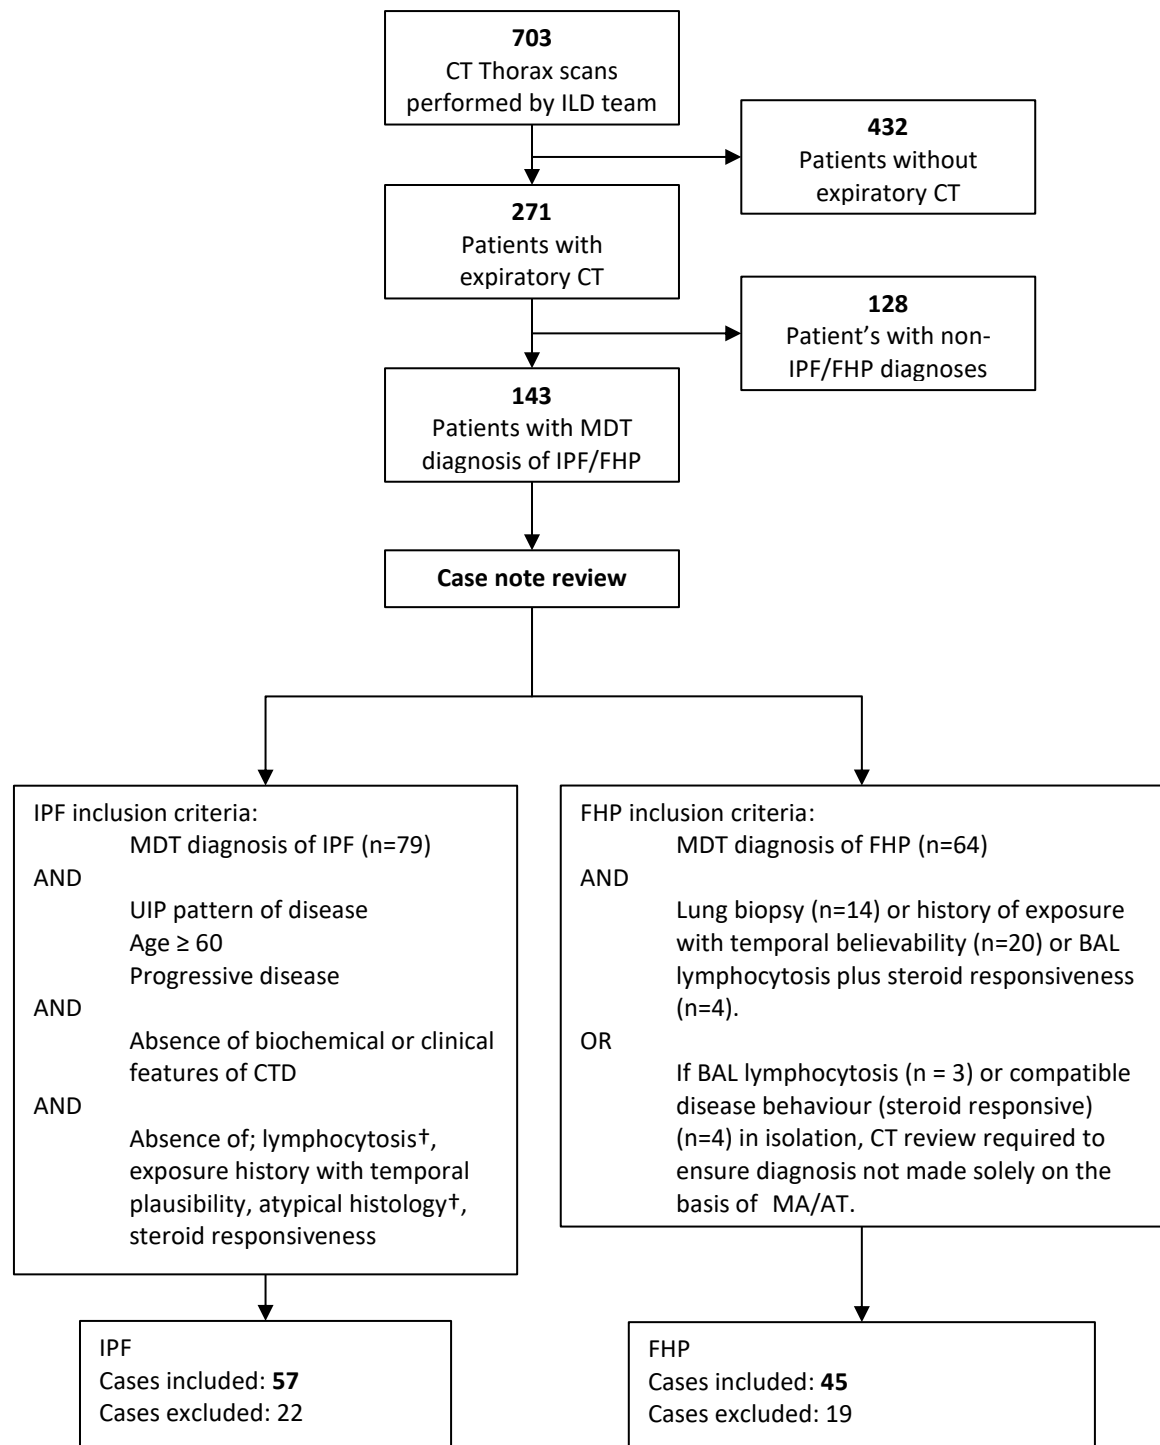 703
CT Thorax scans
performed by ILD team
432
Patients without
expiratory CT
271
Patients with
expiratory CT
128
Patient’s with non-
IPF/FHP diagnoses
143
Patients with MDT
diagnosis of IPF/FHP
Case note review
IPF inclusion criteria:
MDT diagnosis of IPF (n=79)
AND
UIP pattern of disease
Age ≥ 60
Progressive disease
AND
Absence of biochemical or clinical
features of CTD
AND
Absence of; lymphocytosis†,
exposure history with temporal
plausibility, atypical histology†,
steroid responsiveness
FHP inclusion criteria:
MDT diagnosis of FHP (n=64)
AND
Lung biopsy (n=14) or history of exposure
with temporal believability (n=20) or BAL
lymphocytosis plus steroid responsiveness
(n=4).
OR
If BAL lymphocytosis (n = 3) or compatible
disease behaviour (steroid responsive)
(n=4) in isolation, CT review required to
ensure diagnosis not made solely on the
basis of MA/AT.
IPF
Cases included: 57
Cases excluded: 22
FHP
Cases included: 45
Cases excluded: 19